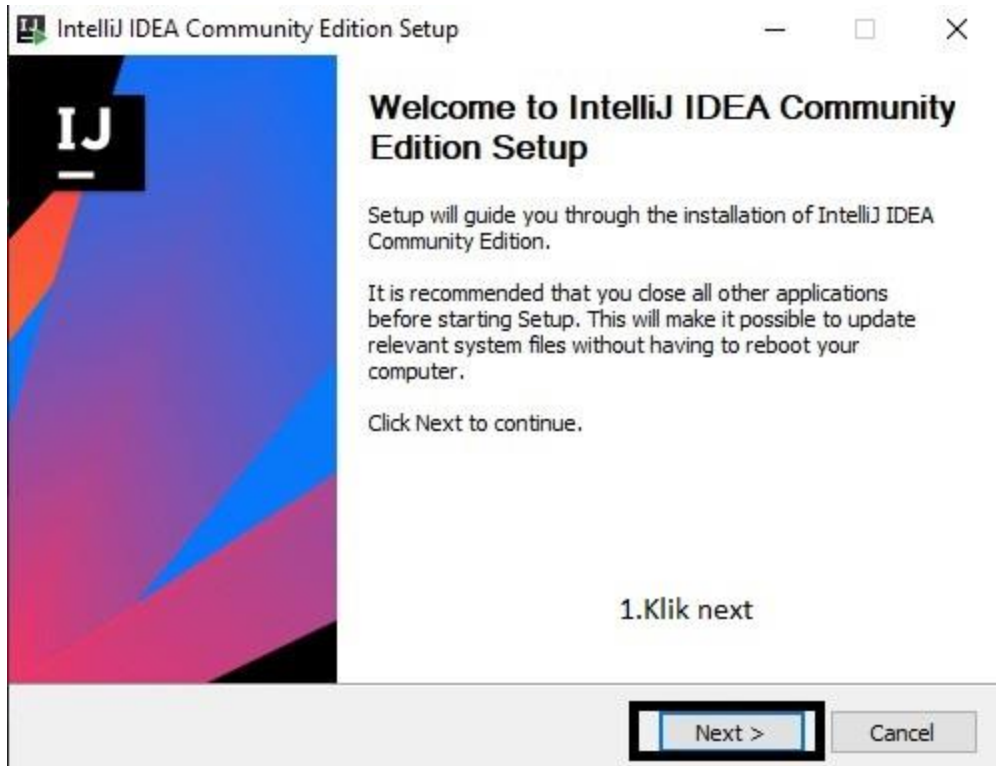 IntelliJ IDEA Community Edition Setup
IJ
Welcome to IntelliJ IDEA Community
Edition Setup
Setup will guide you through the installation of IntelliJ IDEA
Community Edition.
It is recommended that you close all other applications
before starting Setup. This will make it possible to update
relevant system files without having to reboot your
computer.
Click Next to continue.
1.Klik next
Next >
Cancel